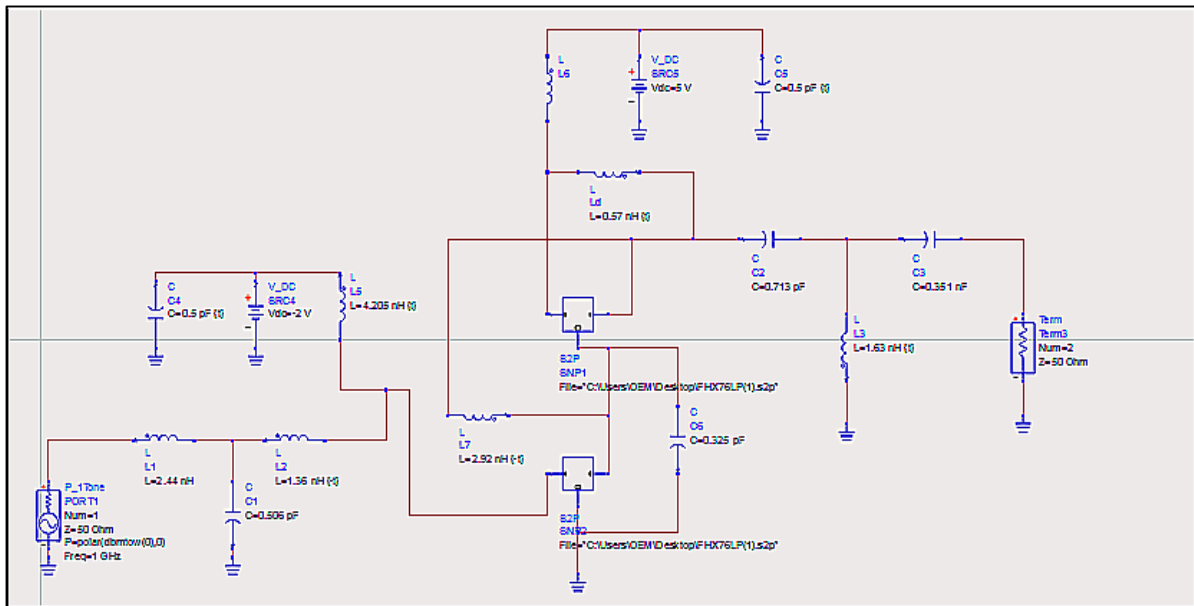 L
L6
V_DC
SRC5
Vdc=5 V
C
C5
C=0.5 pF {t}
L
Ld
L=0.57 nH {t}
C
C2
C=0.713 pF
C
C3
C=0.351 nF
C
C4
C=0.5 pF {t}
V_DC
SRC4
Vdc=-2 V
L
L5
L=4.205 nH {t}
S2P
SNP1
File="C:\Users\OEM\Desktop\FHX76LP(1).s2p"
L
L3
L=1.63 nH {t}
Term
Term3
Num=2
Z=50 Ohm
L
L7
L=2.92 nH {-t}
C
C6
C=0.325 pF
L
L1
L=2.44 nH
L
L2
L=1.36 nH {-t}
P_1Tone
PORT1
Num=1
Z=50 Ohm
P=polar(dbmtow(0),0)
Freq=1 GHz
C
C1
C=0.506 pF
S2P
SNP2
File="C:\Users\OEM\Desktop\FHX76LP(1).s2p"